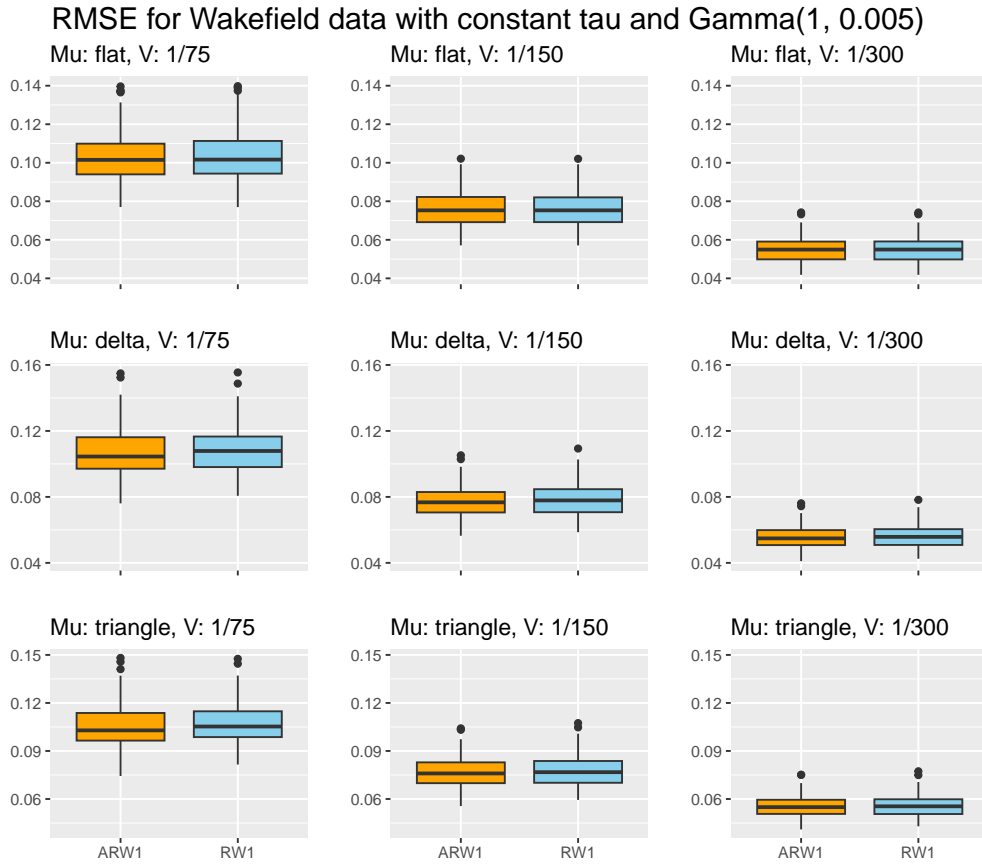 RMSE for Wakefield data with constant tau and Gamma(1, 0.005)
Mu: flat, V: 1/75
Mu: flat, V: 1/150
Mu: flat, V: 1/300
0.14
0.12
0.10
0.08
0.06
0.04
0.14
0.12
0.10
0.08
0.06
0.04
0.14
0.12
0.10
0.08
0.06
0.04
Mu: delta, V: 1/75
Mu: delta, V: 1/150
Mu: delta, V: 1/300
0.16
0.12
0.08
0.04
0.16
0.12
0.08
0.04
0.16
0.12
0.08
0.04
Mu: triangle, V: 1/75
Mu: triangle, V: 1/150
Mu: triangle, V: 1/300
0.15
0.12
0.09
0.06
0.15
0.12
0.09
0.06
0.15
0.12
0.09
0.06
ARW1
RW1
ARW1
RW1
ARW1
RW1